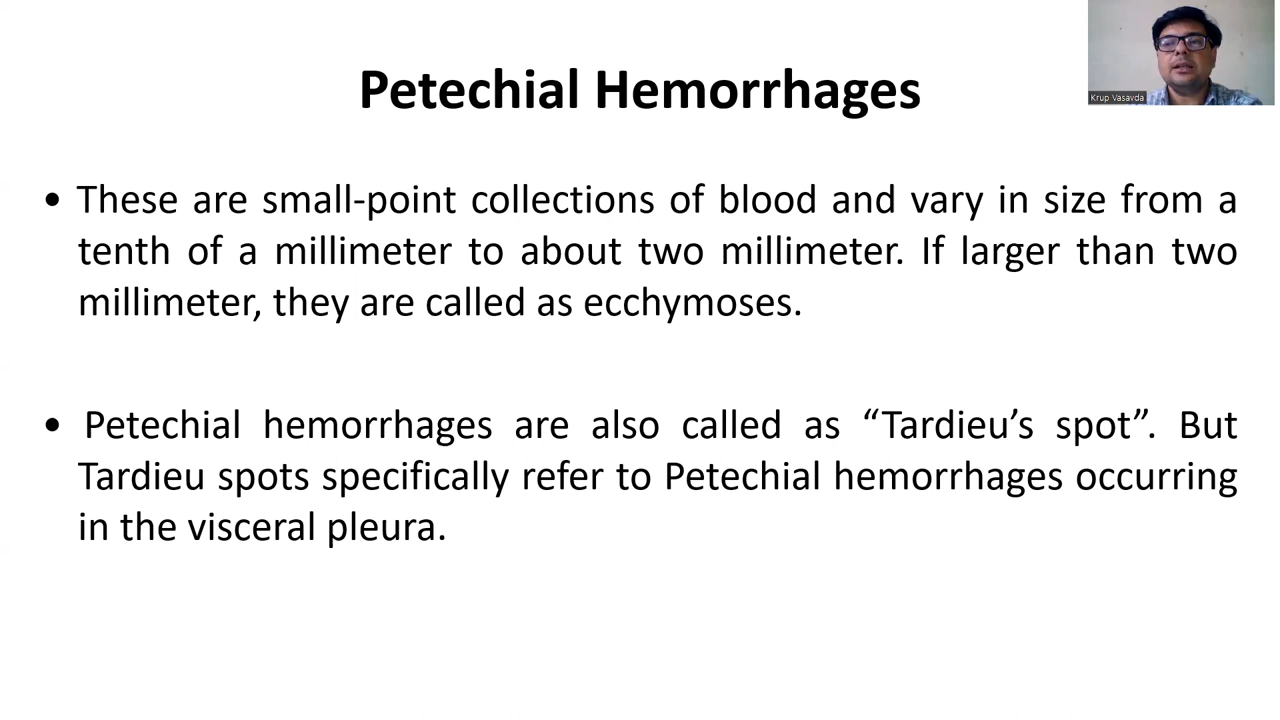 Petechial Hemorrhages
Krup Vasavda
• These are small-point collections of blood and vary in size from a
tenth of a millimeter to about two millimeter. If larger than two
millimeter, they are called as ecchymoses.
• Petechial hemorrhages are also called as “Tardieu’s spot”. But
Tardieu spots specifically refer to Petechial hemorrhages occurring
in the visceral pleura.